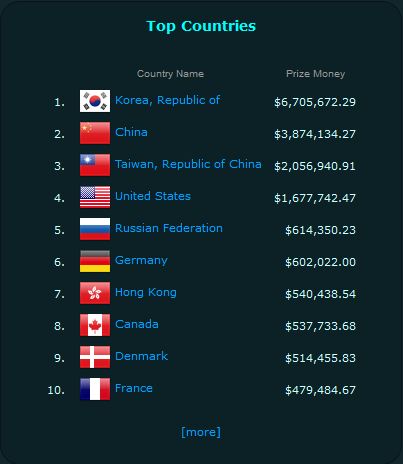 Top Countries
Country Name Prize Money
1. Korea, Republic of $6,705,672.29
2. China $3,874,134.27
3. Taiwan, Republic of China $2,056,940.91
4. United States $1,677,742.47
5. Russian Federation $614,350.23
6. Germany $602,022.00
7. Hong Kong $540,438.54
8. Canada $537,733.68
9. Denmark $514,455.83
10. France $479,484.67
[more]